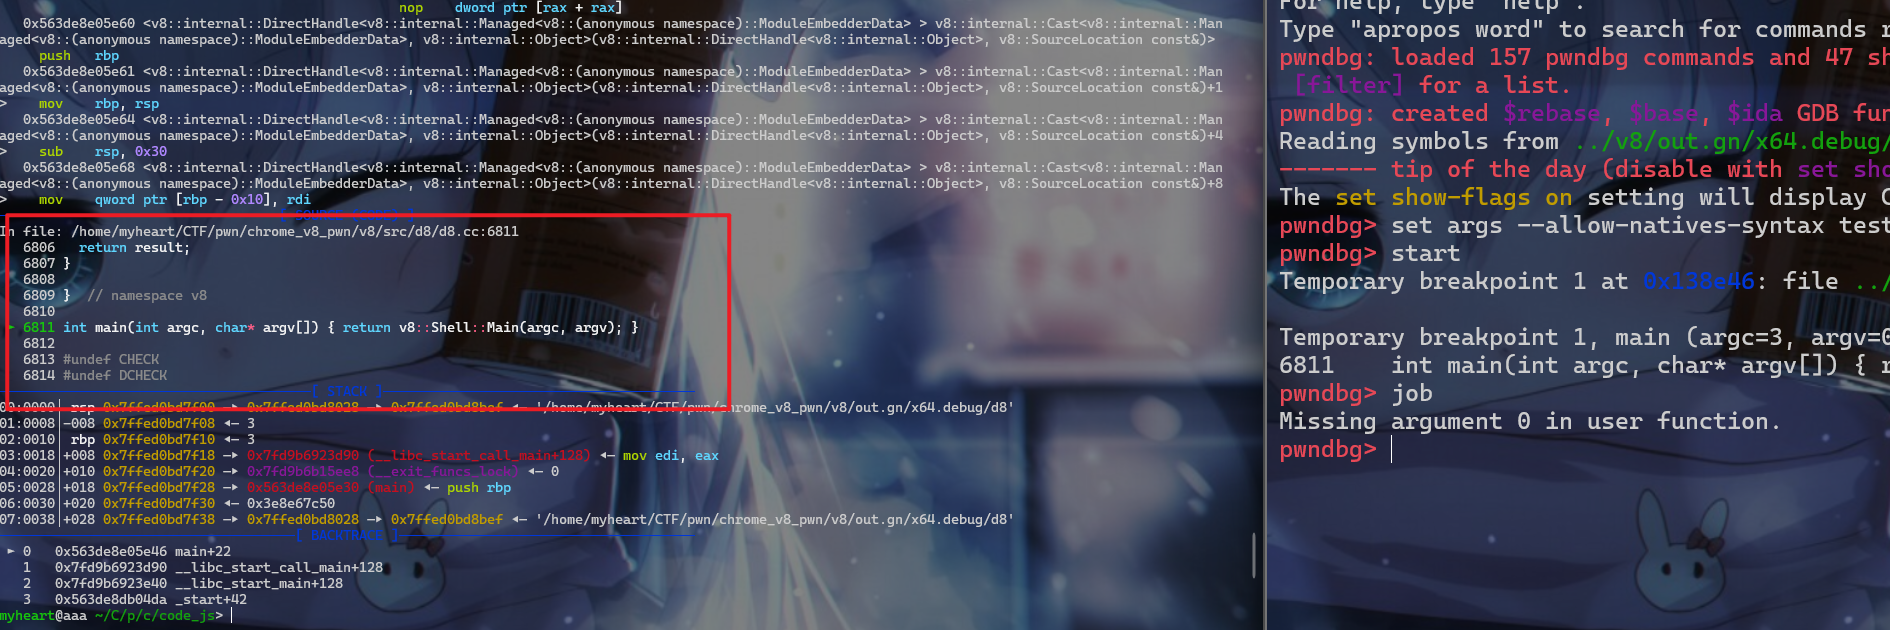 nop    dword ptr [rax + rax]
0x563de8e05e60 <v8::internal::DirectHandle<v8::internal::Managed<v8::(anonymous namespace)::ModuleEmbedderData> > v8::internal::Cast<v8::internal::Man
aged<v8::(anonymous namespace)::ModuleEmbedderData>, v8::internal::Object>(v8::internal::DirectHandle<v8::internal::Object>, v8::SourceLocation const&)>
push   rbp
0x563de8e05e61 <v8::internal::DirectHandle<v8::internal::Managed<v8::(anonymous namespace)::ModuleEmbedderData> > v8::internal::Cast<v8::internal::Man
aged<v8::(anonymous namespace)::ModuleEmbedderData>, v8::internal::Object>(v8::internal::DirectHandle<v8::internal::Object>, v8::SourceLocation const&)+1
>    mov    rbp, rsp
0x563de8e05e64 <v8::internal::DirectHandle<v8::internal::Managed<v8::(anonymous namespace)::ModuleEmbedderData> > v8::internal::Cast<v8::internal::Man
aged<v8::(anonymous namespace)::ModuleEmbedderData>, v8::internal::Object>(v8::internal::DirectHandle<v8::internal::Object>, v8::SourceLocation const&)+4
>    sub    rsp, 0x30
0x563de8e05e68 <v8::internal::DirectHandle<v8::internal::Managed<v8::(anonymous namespace)::ModuleEmbedderData> > v8::internal::Cast<v8::internal::Man
aged<v8::(anonymous namespace)::ModuleEmbedderData>, v8::internal::Object>(v8::internal::DirectHandle<v8::internal::Object>, v8::SourceLocation const&)+8
>    mov    qword ptr [rbp - 0x10], rdi
In file: /home/myheart/CTF/pwn/chrome_v8_pwn/v8/src/d8/d8.cc:6811
6806   return result;
6807 }
6808
6809 }  // namespace v8
6810
► 6811 int main(int argc, char* argv[]) { return v8::Shell::Main(argc, argv); }
6812
6813 #undef CHECK
6814 #undef DCHECK
[ STACK ]
00:0000│ rsp 0x7ffed0bd7f00 —▸ 0x7ffed0bd8028 —▸ 0x7ffed0bd8bef ◂— '/home/myheart/CTF/pwn/chrome_v8_pwn/v8/out.gn/x64.debug/d8'
01:0008│-008 0x7ffed0bd7f08 ◂— 3
02:0010│ rbp 0x7ffed0bd7f10 ◂— 3
03:0018│+008 0x7ffed0bd7f18 —▸ 0x7fd9b6923d90 (__libc_start_call_main+128) ◂— mov edi, eax
04:0020│+010 0x7ffed0bd7f20 —▸ 0x7fd9b6b15ee8 (__exit_funcs_lock) ◂— 0
05:0028│+018 0x7ffed0bd7f28 —▸ 0x563de8e05e30 (main) ◂— push rbp
06:0030│+020 0x7ffed0bd7f30 ◂— 0x3e8e67c50
07:0038│+028 0x7ffed0bd7f38 —▸ 0x7ffed0bd8028 —▸ 0x7ffed0bd8bef ◂— '/home/myheart/CTF/pwn/chrome_v8_pwn/v8/out.gn/x64.debug/d8'
[ BACKTRACE ]
► 0   0x563de8e05e46 main+22
1   0x7fd9b6923d90 __libc_start_call_main+128
2   0x7fd9b6923e40 __libc_start_main+128
3   0x563de8db04da _start+42
myheart@aaa ~/C/p/c/code_js>
For help, type "help".
Type "apropos word" to search for commands r
pwndbg: loaded 157 pwndbg commands and 47 sh
[filter] for a list.
pwndbg: created $rebase, $base, $ida GDB fun
Reading symbols from ../v8/out.gn/x64.debug/
------- tip of the day (disable with set sho
The set show-flags on setting will display C
pwndbg> set args --allow-natives-syntax test
pwndbg> start
Temporary breakpoint 1 at 0x138e46: file ../
Temporary breakpoint 1, main (argc=3, argv=0
6811    int main(int argc, char* argv[]) { r
pwndbg> job
Missing argument 0 in user function.
pwndbg>